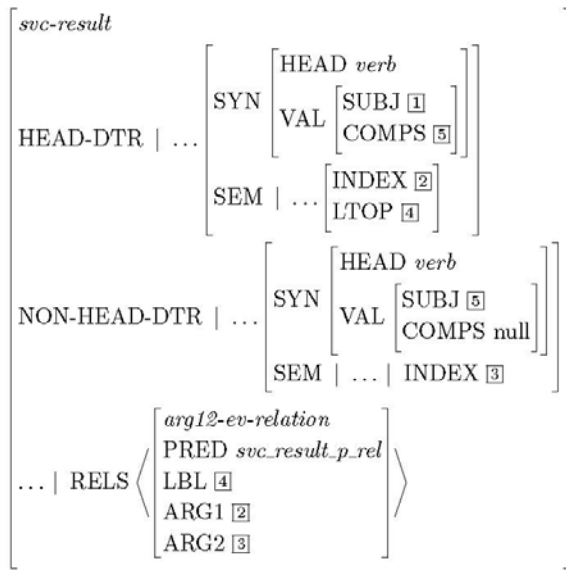 svc-result
HEAD-DTR | … SYN HEAD verb
VAL SUBJ 1
COMPS 5
SEM | … INDEX 2
LTOP 4
NON-HEAD-DTR | … SYN HEAD verb
VAL SUBJ 5
COMPS null
SEM | … | INDEX 3
… | RELS ⟨ arg12-ev-relation
PRED svc_result_p_rel
LBL 4
ARG1 2
ARG2 3 ⟩